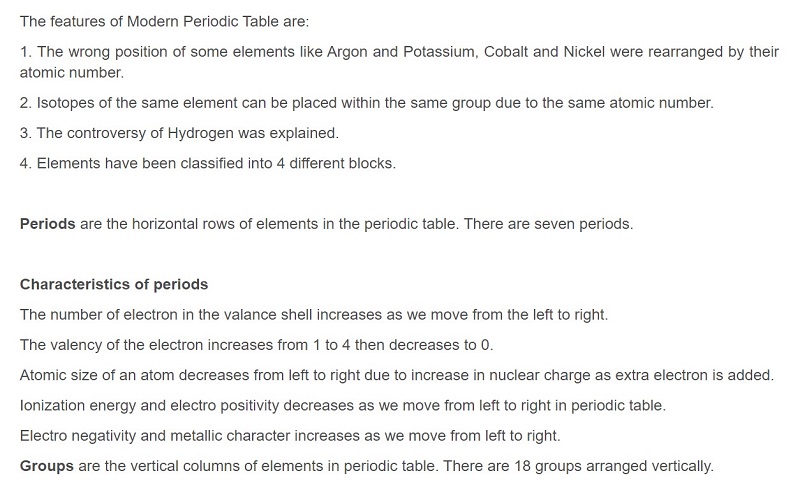 The features of Modern Periodic Table are:
1. The wrong position of some elements like Argon and Potassium, Cobalt and Nickel were rearranged by their
atomic number.
2. Isotopes of the same element can be placed within the same group due to the same atomic number.
3. The controversy of Hydrogen was explained.
4. Elements have been classified into 4 different blocks.
Periods are the horizontal rows of elements in the periodic table. There are seven periods.
Characteristics of periods
The number of electron in the valance shell increases as we move from the left to right.
The valency of the electron increases from 1 to 4 then decreases to 0.
Atomic size of an atom decreases from left to right due to increase in nuclear charge as extra electron is added.
Ionization energy and electro positivity decreases as we move from left to right in periodic table.
Electro negativity and metallic character increases as we move from left to right.
Groups are the vertical columns of elements in periodic table. There are 18 groups arranged vertically.